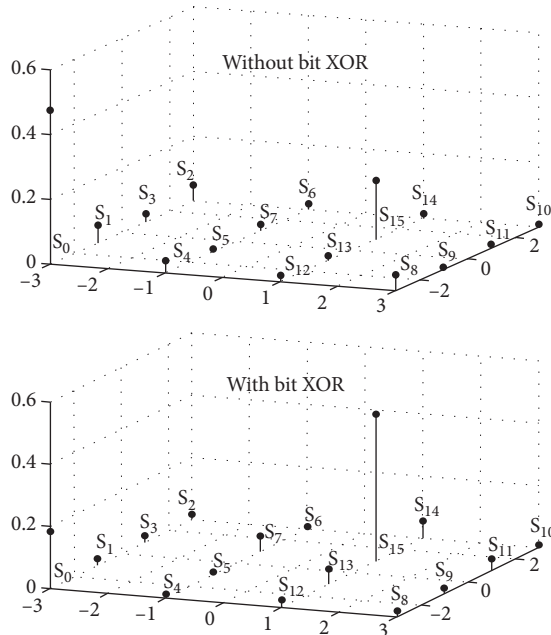 Without bit XOR
0.6
0.4
0.2
0
S0
S1
S3
S2
S4
S5
S7
S6
S12
S13
S15
S14
S8
S9
S11
S10
−3
−2
−1
0
1
2
3
−2
0
2
With bit XOR
0.6
0.4
0.2
0
S0
S1
S3
S2
S4
S5
S7
S6
S12
S13
S15
S14
S8
S9
S11
S10
−3
−2
−1
0
1
2
3
−2
0
2